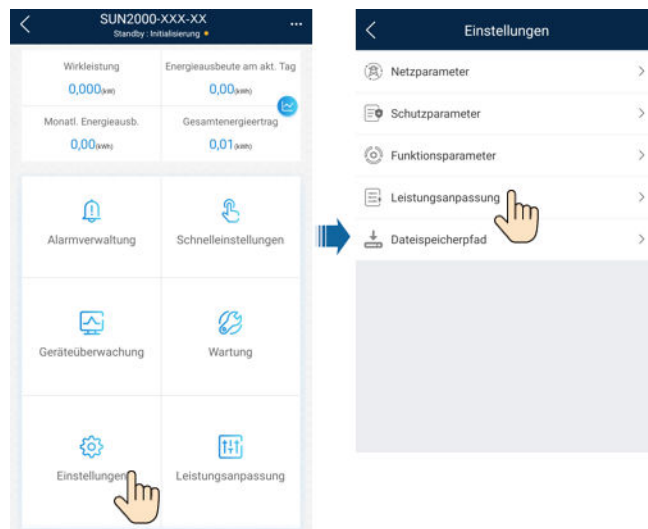 SUN2000-XXX-XX
Standby : Initialisierung
Wirkleistung
Energieausbeute am akt. Tag
0,000(kW)
0,00(kWh)
Monatl. Energieausb.
Gesamtenergieertrag
0,00(kWh)
0,01(kWh)
Alarmverwaltung
Schnelleinstellungen
Geräteüberwachung
Wartung
Einstellungen
Leistungsanpassung
Einstellungen
Netzparameter
Schutzparameter
Funktionsparameter
Leistungsanpassung
Dateispeicherpfad